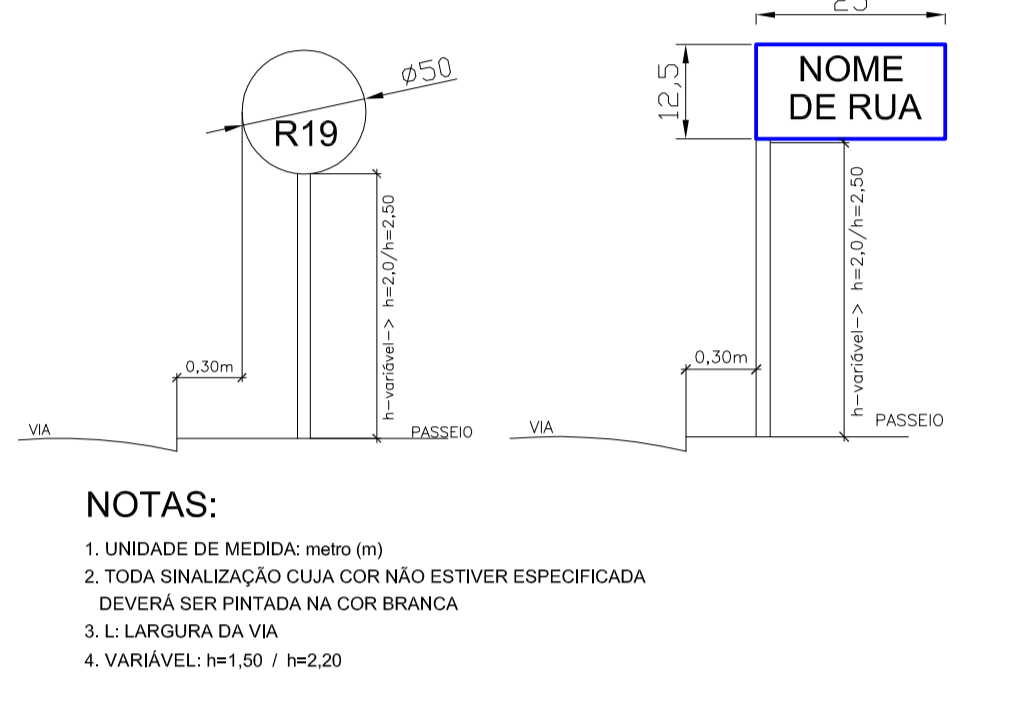 Ø50
R19
h-variável-> h=2,0/h=2,50
0,30m
VIA
PASSEIO
12,5
NOME
DE RUA
h-variável-> h=2,0/h=2,50
0,30m
VIA
PASSEIO
NOTAS:
1. UNIDADE DE MEDIDA: metro (m)
2. TODA SINALIZAÇÃO CUJA COR NÃO ESTIVER ESPECIFICADA
DEVERÁ SER PINTADA NA COR BRANCA
3. L: LARGURA DA VIA
4. VARIÁVEL: h=1,50 / h=2,20